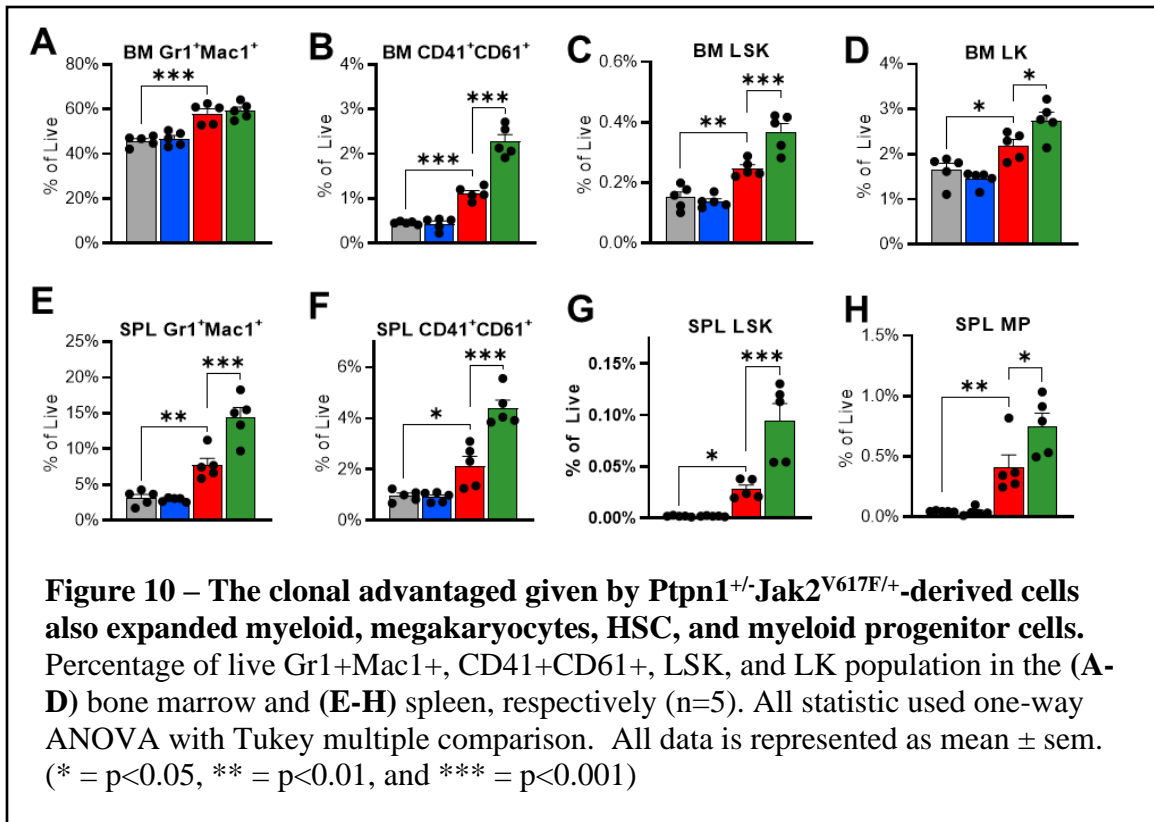 A BM Gr1⁺Mac1⁺
80%
60%
40%
20%
0%
% of Live
***
B BM CD41⁺CD61⁺
4%
3%
2%
1%
0%
% of Live
***
***
C BM LSK
0.6%
0.4%
0.2%
0.0%
% of Live
**
***
D BM LK
4%
3%
2%
1%
0%
% of Live
*
*
E SPL Gr1⁺Mac1⁺
25%
20%
15%
10%
5%
0%
% of Live
**
***
F SPL CD41⁺CD61⁺
6%
4%
2%
0%
% of Live
*
***
G SPL LSK
0.15%
0.10%
0.05%
0.00%
% of Live
*
***
H SPL MP
1.5%
1.0%
0.5%
0.0%
% of Live
**
*
Figure 10 – The clonal advantaged given by Ptpn1⁺/⁻Jak2ⱽ⁶¹⁷ᶠ/⁺-derived cells
also expanded myeloid, megakaryocytes, HSC, and myeloid progenitor cells.
Percentage of live Gr1+Mac1+, CD41+CD61+, LSK, and LK population in the (A-
D) bone marrow and (E-H) spleen, respectively (n=5). All statistic used one-way
ANOVA with Tukey multiple comparison. All data is represented as mean ± sem.
(* = p<0.05, ** = p<0.01, and *** = p<0.001)